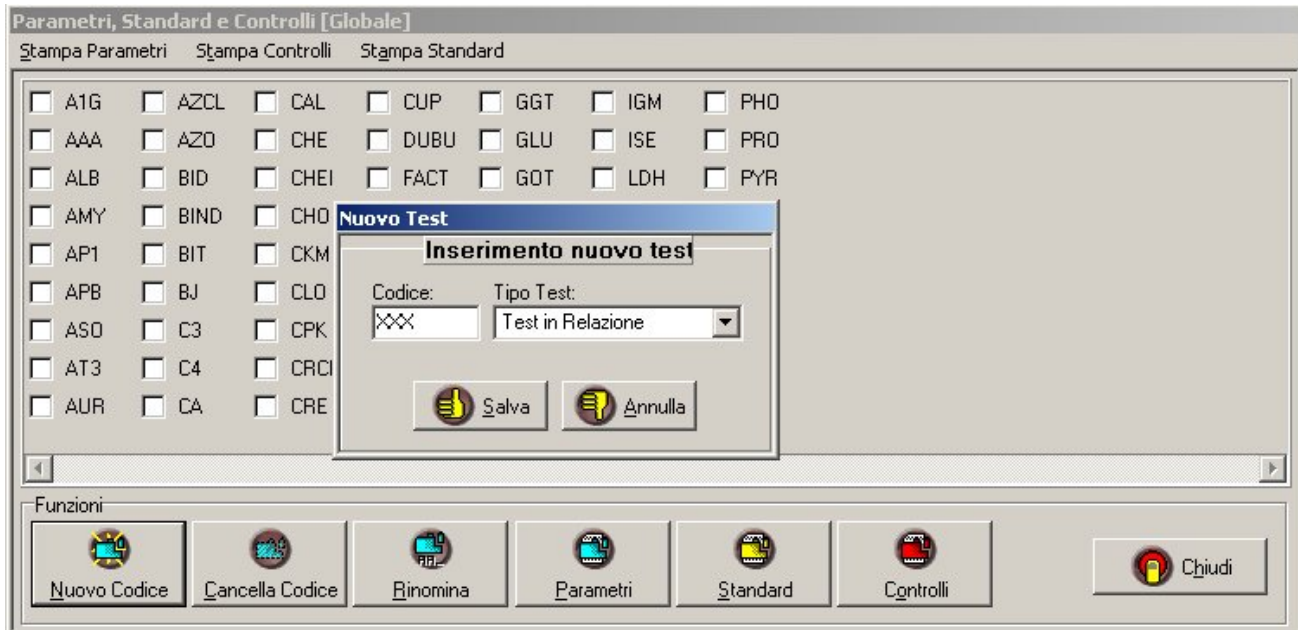 Parametri, Standard e Controlli [Globale]
Stampa Parametri Stampa Controlli Stampa Standard
A1G AZCL CAL CUP GGT IGM PHO
AAA AZO CHE DUBU GLU ISE PRO
ALB BID CHEI FACT GOT LDH PYR
AMY BIND CHO
AP1 BIT CKM
APB BJ CLO
ASO C3 CPK
AT3 C4 CRCI
AUR CA CRE
Nuovo Test
Inserimento nuovo test
Codice: Tipo Test:
XXX Test in Relazione
Salva Annulla
Funzioni
Nuovo Codice Cancella Codice Rinomina Parametri Standard Controlli Chiudi